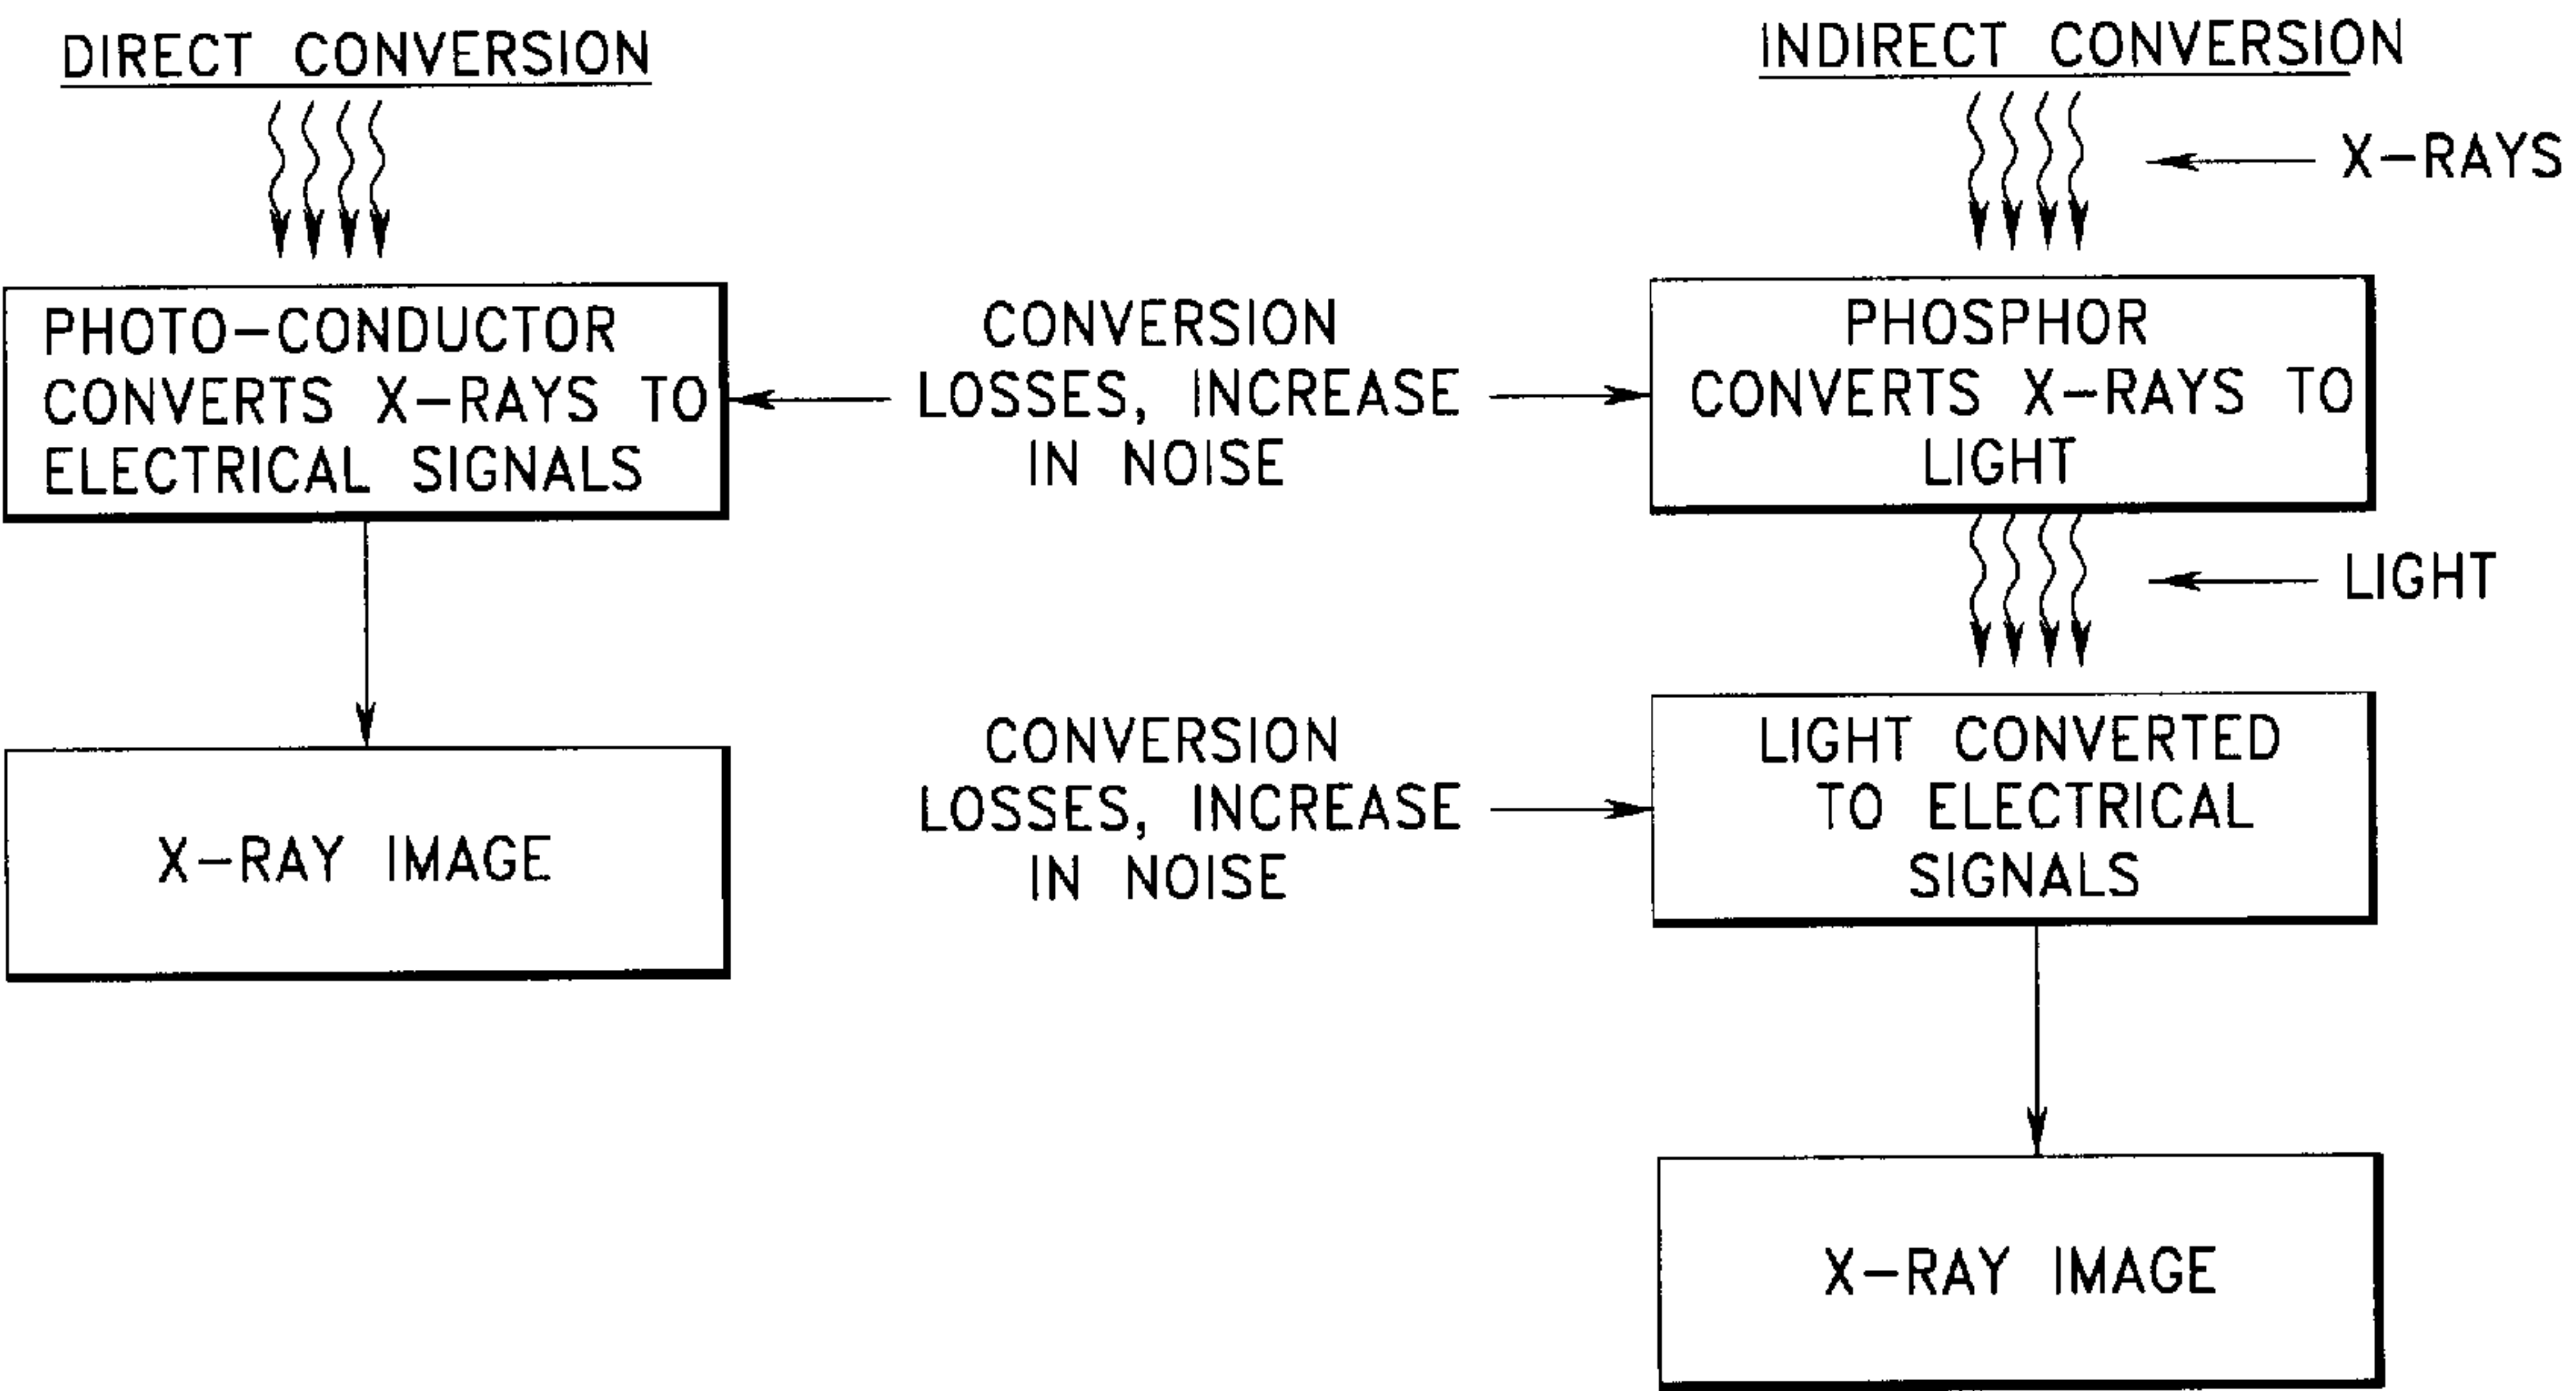 DIRECT CONVERSION
PHOTO-CONDUCTOR
CONVERTS X-RAYS TO
ELECTRICAL SIGNALS
X-RAY IMAGE
CONVERSION
LOSSES, INCREASE
IN NOISE
CONVERSION
LOSSES, INCREASE
IN NOISE
INDIRECT CONVERSION
X-RAYS
PHOSPHOR
CONVERTS X-RAYS TO
LIGHT
LIGHT
LIGHT CONVERTED
TO ELECTRICAL
SIGNALS
X-RAY IMAGE